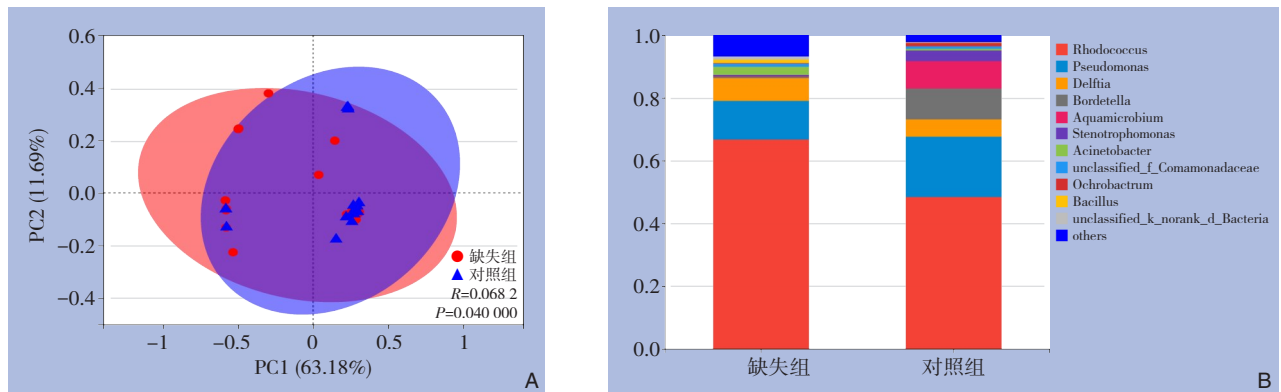 0.6
0.4
0.2
0.0
−0.2
−0.4
PC2 (11.69%)
−1
−0.5
0
0.5
1
PC1 (63.18%)
缺失组
对照组
R=0.068 2
P=0.040 000
A
1.0
0.8
0.6
0.4
0.2
0.0
缺失组
对照组
Rhodococcus
Pseudomonas
Delftia
Bordetella
Aquamicrobium
Stenotrophomonas
Acinetobacter
unclassified_f_Comamonadaceae
Ochrobactrum
Bacillus
unclassified_k_norank_d_Bacteria
others
B